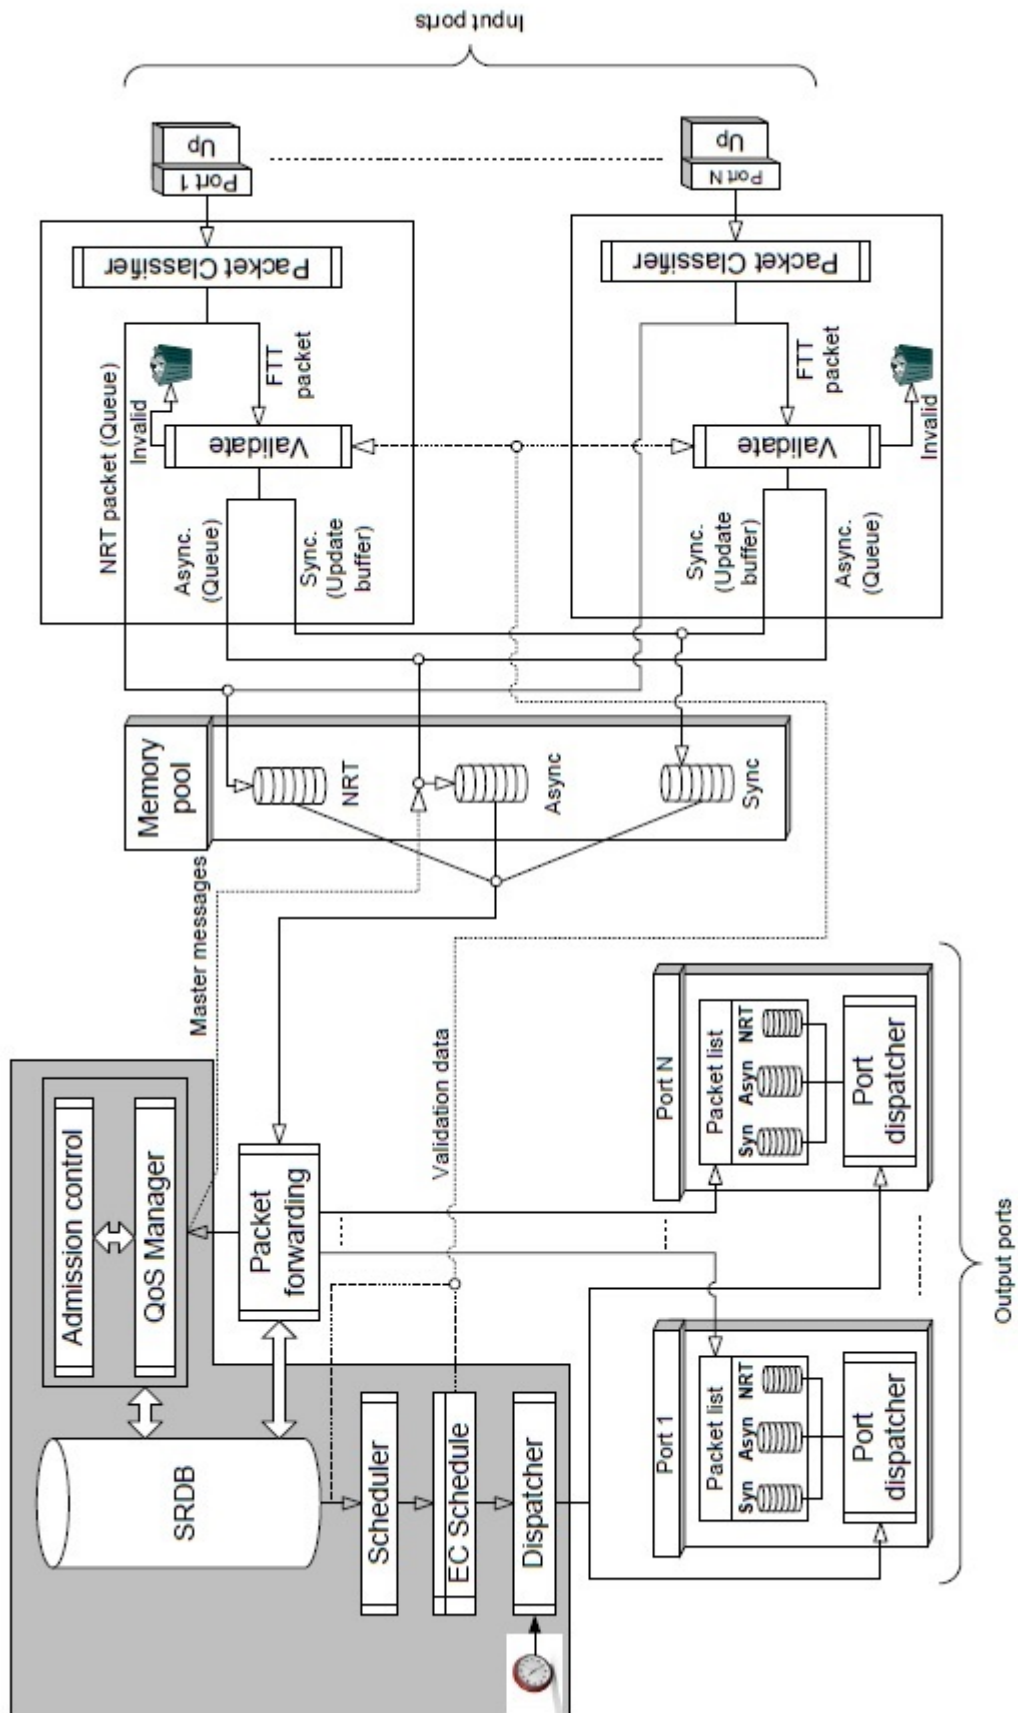 Input ports
Up
Port 1
Up
Port N
Packet Classifier
Packet Classifier
NRT packet (Queue)
Invalid
FTT
packet
Validate
Async.
(Queue)
Sync.
(Update
buffer)
FTT
packet
Validate
Invalid
Sync.
(Update
buffer)
Async.
(Queue)
Memory
pool
NRT
Async
Sync
Master messages
Validation data
Admission control
QoS Manager
Packet
forwarding
SRDB
Scheduler
EC Schedule
Dispatcher
Port N
Packet list
Syn
Asyn
NRT
Port
dispatcher
Port 1
Packet list
Syn
Asyn
NRT
Port
dispatcher
Output ports